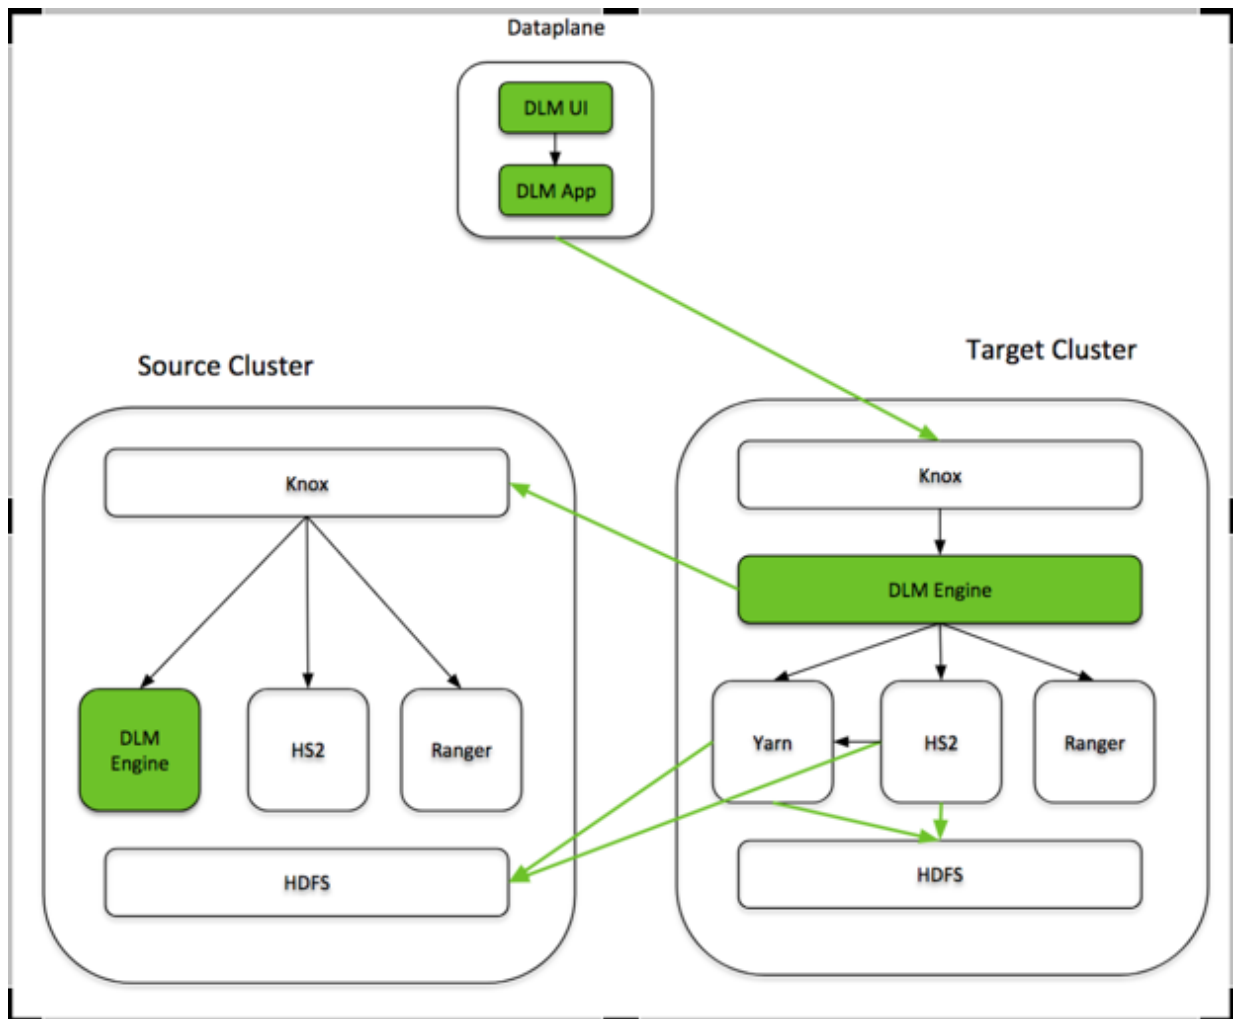 Dataplane
DLM UI
DLM App
Source Cluster
Target Cluster
Knox
Knox
DLM Engine
DLM
Engine
HS2
Ranger
Yarn
HS2
Ranger
HDFS
HDFS